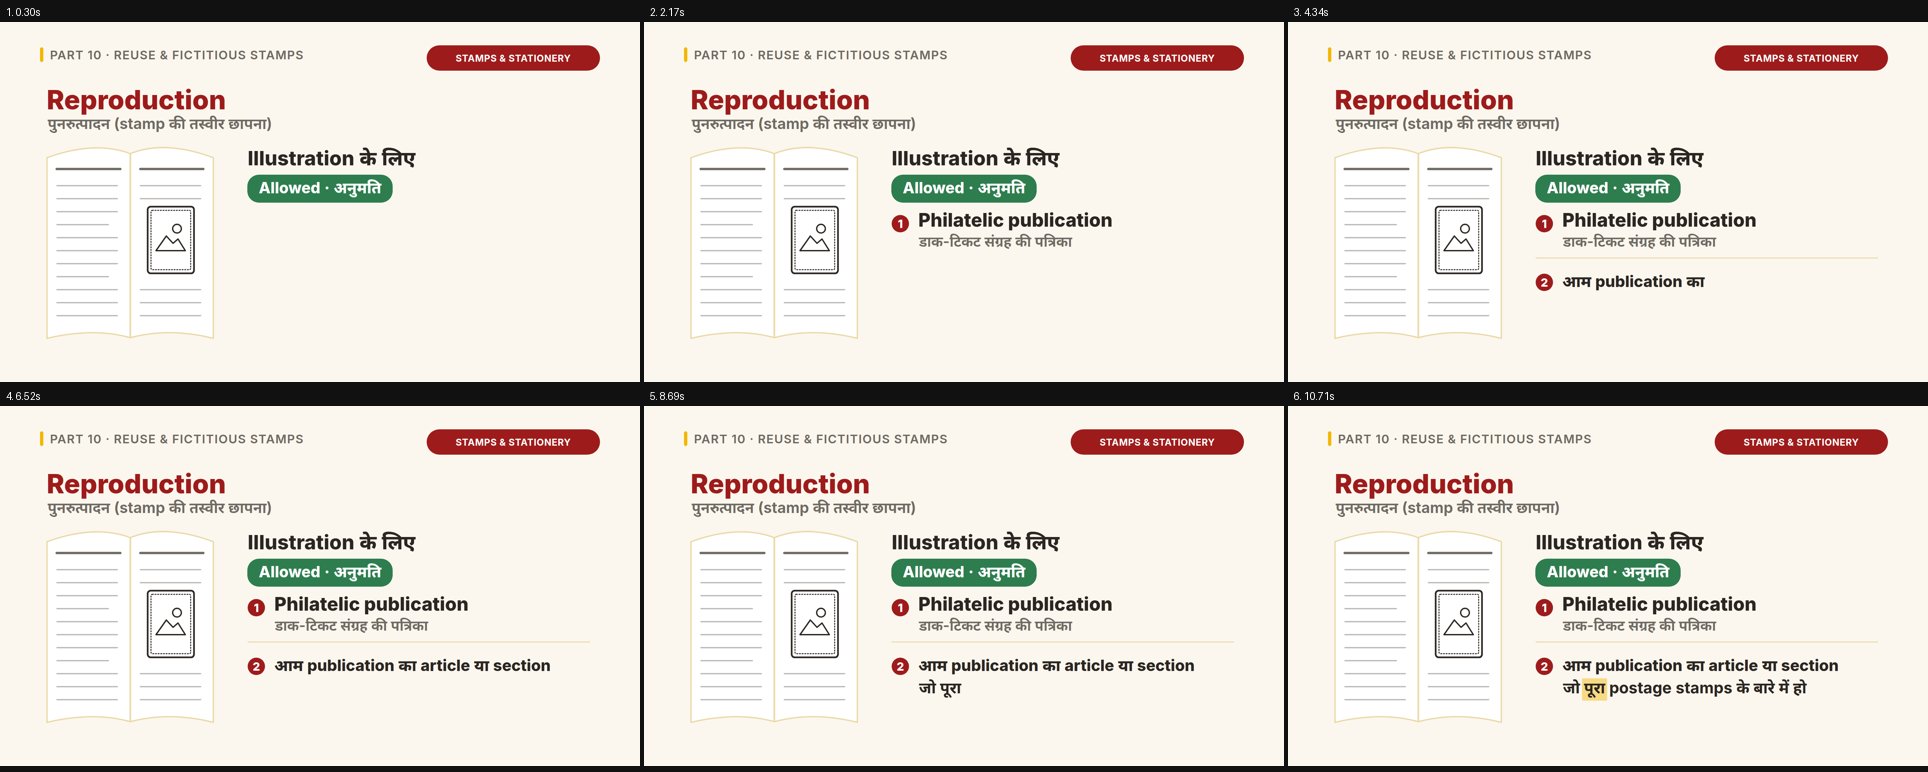 1. 0.30s
PART 10 · REUSE & FICTITIOUS STAMPS
STAMPS & STATIONERY
Reproduction
पुनरुत्पादन (stamp की तस्वीर छापना)
Illustration के लिए
Allowed · अनुमति
2. 2.17s
PART 10 · REUSE & FICTITIOUS STAMPS
STAMPS & STATIONERY
Reproduction
पुनरुत्पादन (stamp की तस्वीर छापना)
Illustration के लिए
Allowed · अनुमति
1 Philatelic publication
डाक-टिकट संग्रह की पत्रिका
3. 4.34s
PART 10 · REUSE & FICTITIOUS STAMPS
STAMPS & STATIONERY
Reproduction
पुनरुत्पादन (stamp की तस्वीर छापना)
Illustration के लिए
Allowed · अनुमति
1 Philatelic publication
डाक-टिकट संग्रह की पत्रिका
2 आम publication का
4. 6.52s
PART 10 · REUSE & FICTITIOUS STAMPS
STAMPS & STATIONERY
Reproduction
पुनरुत्पादन (stamp की तस्वीर छापना)
Illustration के लिए
Allowed · अनुमति
1 Philatelic publication
डाक-टिकट संग्रह की पत्रिका
2 आम publication का article या section
5. 8.69s
PART 10 · REUSE & FICTITIOUS STAMPS
STAMPS & STATIONERY
Reproduction
पुनरुत्पादन (stamp की तस्वीर छापना)
Illustration के लिए
Allowed · अनुमति
1 Philatelic publication
डाक-टिकट संग्रह की पत्रिका
2 आम publication का article या section
जो पूरा
6. 10.71s
PART 10 · REUSE & FICTITIOUS STAMPS
STAMPS & STATIONERY
Reproduction
पुनरुत्पादन (stamp की तस्वीर छापना)
Illustration के लिए
Allowed · अनुमति
1 Philatelic publication
डाक-टिकट संग्रह की पत्रिका
2 आम publication का article या section
जो पूरा postage stamps के बारे में हो